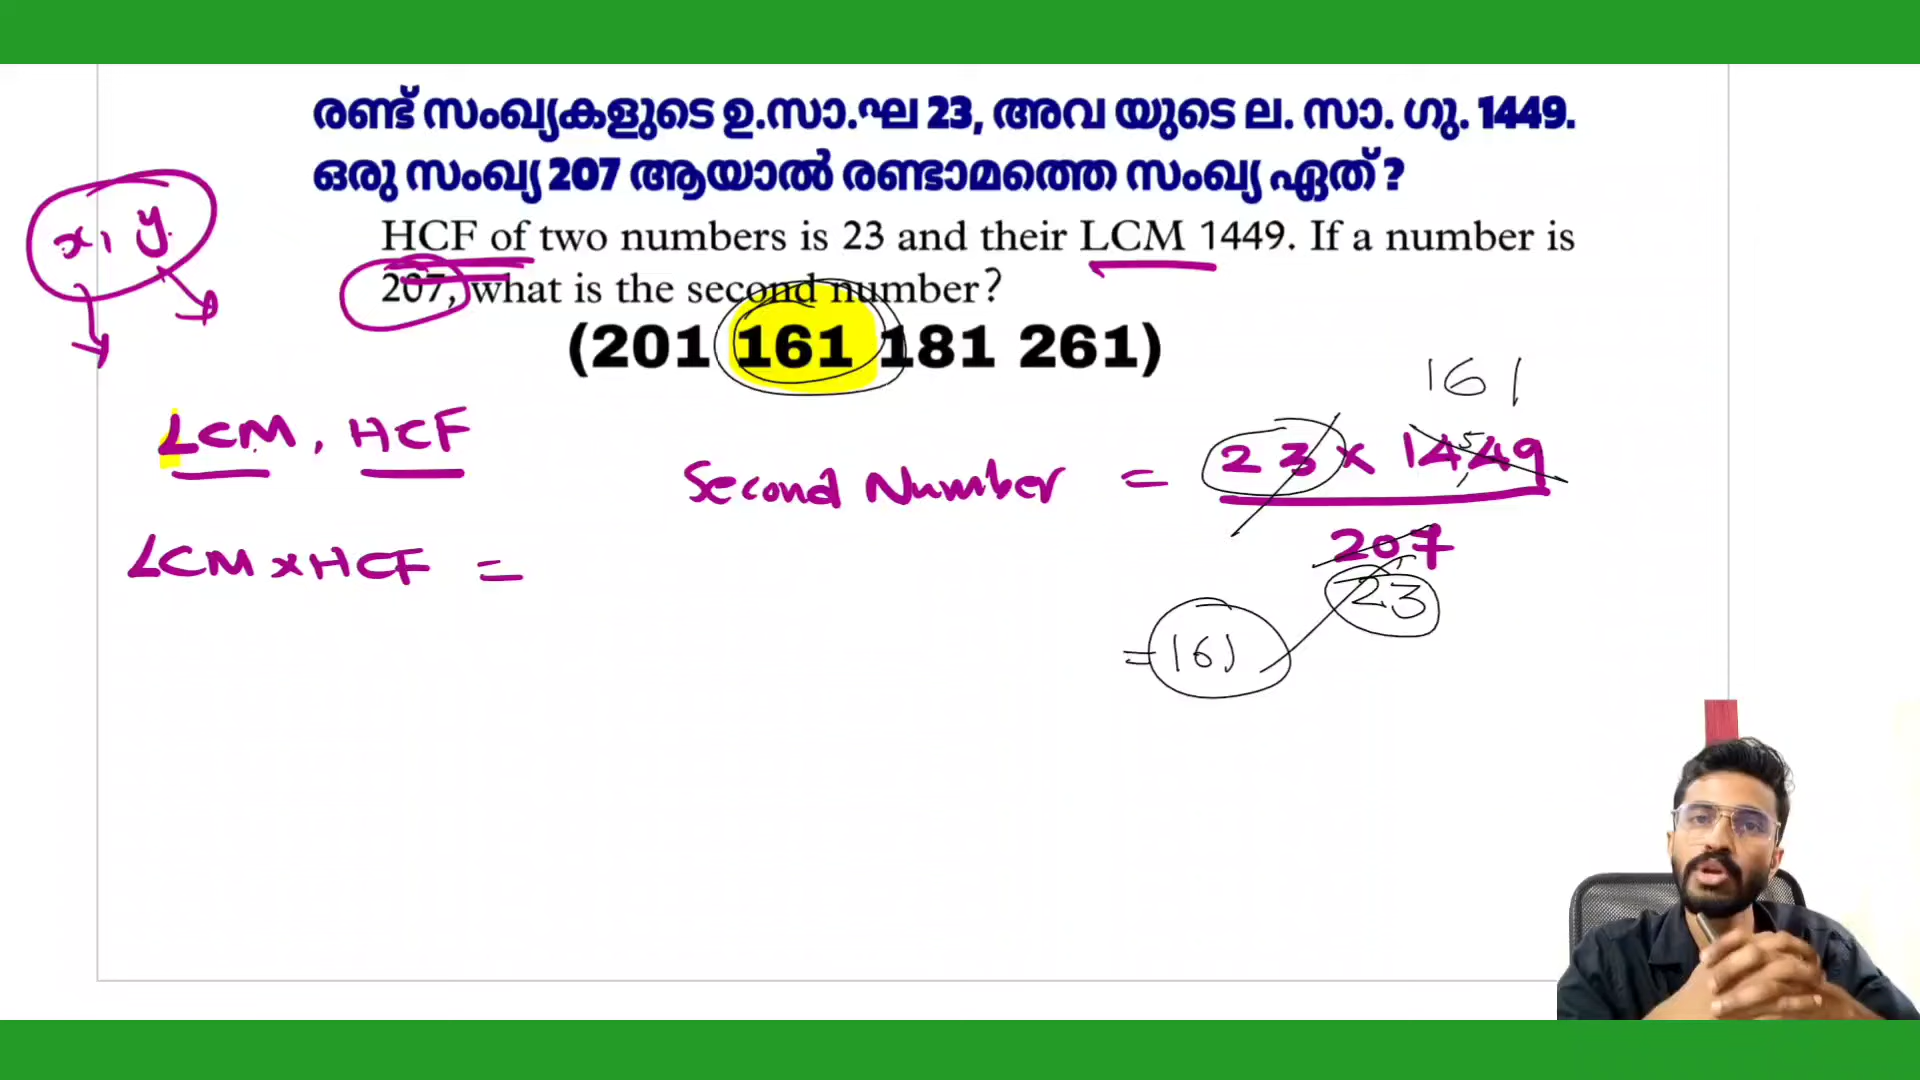 രണ്ട് സംഖ്യകളുടെ ഉ.സാ.ഘ 23, അവ യുടെ ല. സാ. ഗു. 1449.
ഒരു സംഖ്യ 207 ആയാൽ രണ്ടാമത്തെ സംഖ്യ ഏത്?
x, y
HCF of two numbers is 23 and their LCM 1449. If a number is
207, what is the second number?
(201 161 181 261)
LCM, HCF
161
Second Number = 23 x 1449
207
23
LCM x HCF =
= 161